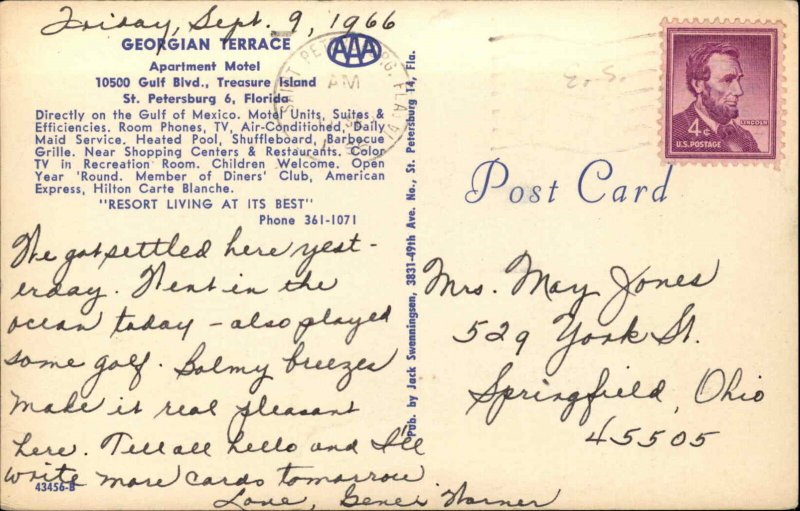 Friday, Sept. 9, 1966
GEORGIAN TERRACE
AAA
Apartment Motel
10500 Gulf Blvd., Treasure Island
St. Petersburg 6, Florida
Directly on the Gulf of Mexico. Motel Units, Suites &
Efficiencies. Room Phones, TV, Air-Conditioned, Daily
Maid Service. Heated Pool, Shuffleboard, Barbecue
Grille. Near Shopping Centers & Restaurants. Color
TV in Recreation Room. Children Welcome. Open
Year 'Round. Member of Diners' Club, American
Express, Hilton Carte Blanche.
"RESORT LIVING AT ITS BEST"
Phone 361-1071
We got settled here yest-
erday. Went in the
ocean today - also played
some golf. Balmy breezes
make it real pleasant
here. Tell all hello and I'll
write more cards tomorrow.
Love, Warner
43456-B
Pub. by Jack Swenningsen, 3831-49th Ave. No., St. Petersburg 14, Fla.
AM
FLA.
4¢
LINCOLN
U.S. POSTAGE
Post Card
Mrs. May Jones
529 York St.
Springfield, Ohio
45505